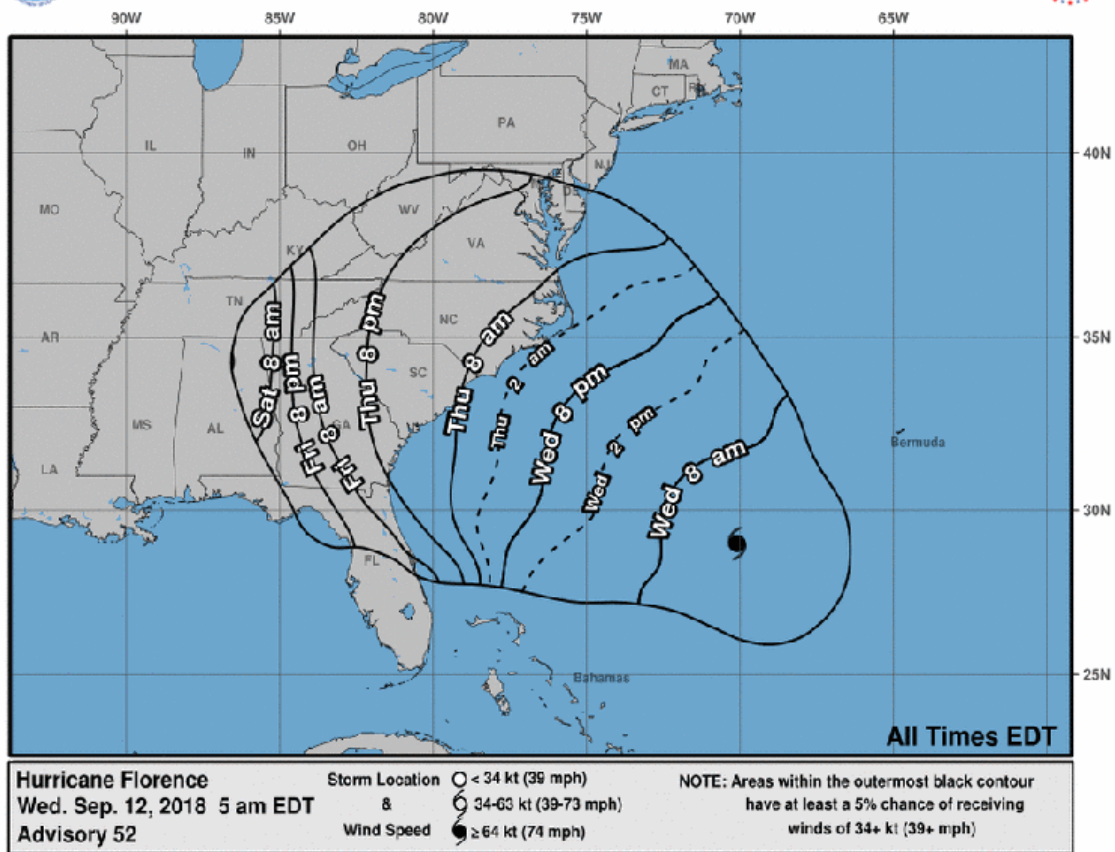 90W 85W 80W 75W 70W 65W
MA
CT
PA
40N
IL
IN
OH
NJ
MO
WV
VA
KY
TN
NC
AR
35N
SC
MS
AL
GA
LA
Bermuda
30N
FL
Bahamas
25N
Sat 8 am
Fri 8 pm
Fri 8 am
Thu 8 pm
Thu 8 am
Thu 2 am
Wed 8 pm
Wed 2 pm
Wed 8 am
All Times EDT
Hurricane Florence
Wed. Sep. 12, 2018 5 am EDT
Advisory 52
Storm Location
&
Wind Speed
< 34 kt (39 mph)
34-63 kt (39-73 mph)
≥ 64 kt (74 mph)
NOTE: Areas within the outermost black contour
have at least a 5% chance of receiving
winds of 34+ kt (39+ mph)